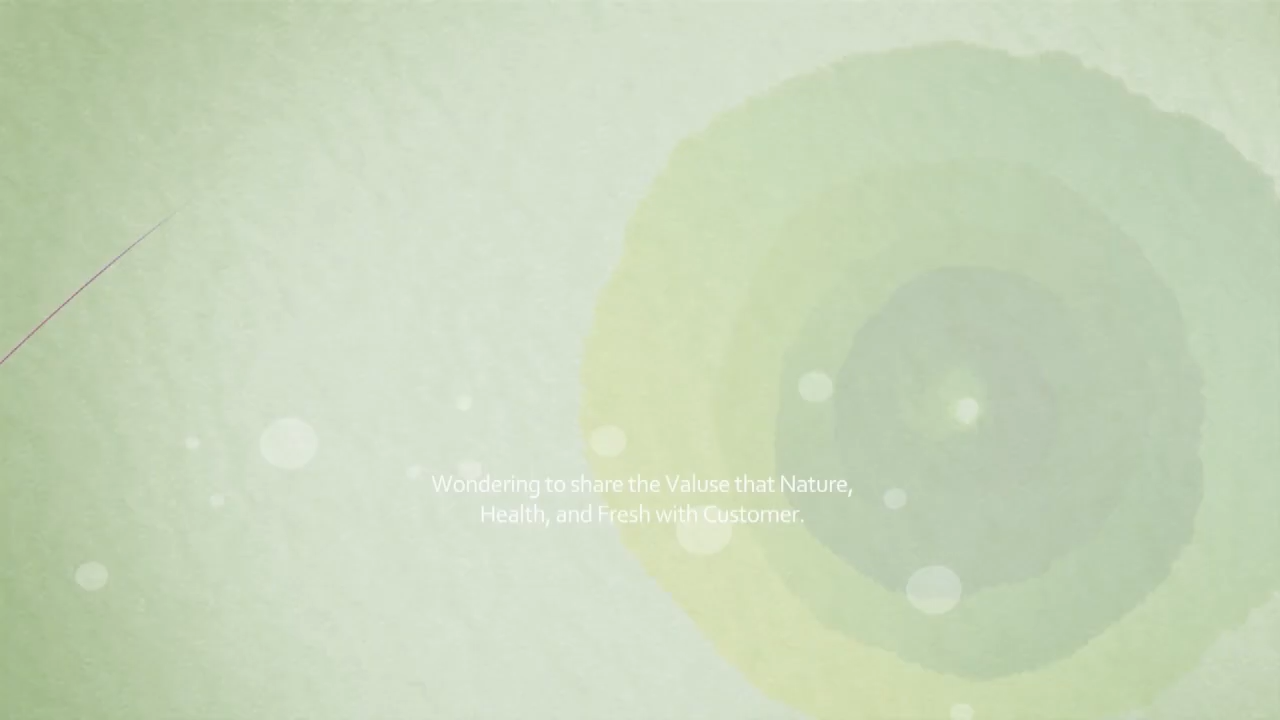 Wondering to share the Valuse that Nature,
Health, and Fresh with Customer.